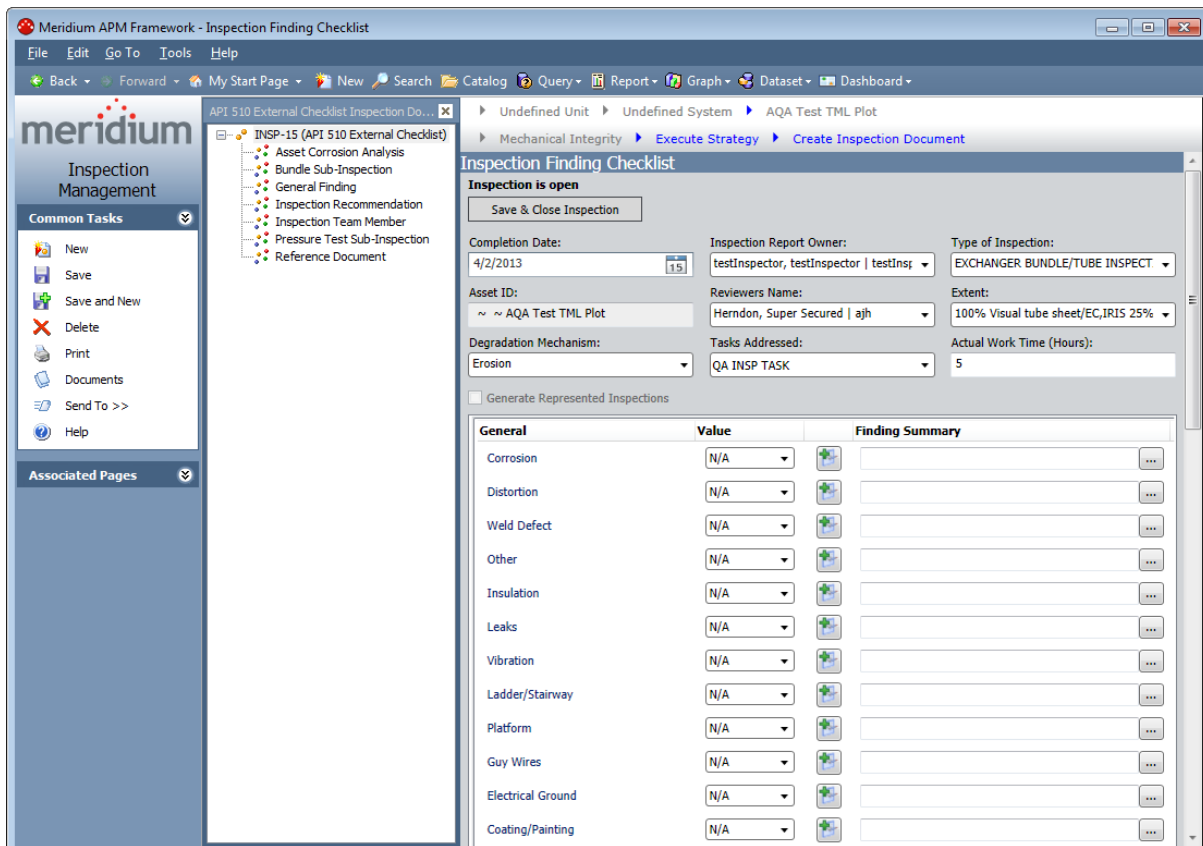 Meridium APM Framework - Inspection Finding Checklist
File Edit Go To Tools Help
Back Forward My Start Page New Search Catalog Query Report Graph Dataset Dashboard
meridium
Inspection
Management
Common Tasks
New
Save
Save and New
Delete
Print
Documents
Send To >>
Help
Associated Pages
API 510 External Checklist Inspection Do...
INSP-15 (API 510 External Checklist)
Asset Corrosion Analysis
Bundle Sub-Inspection
General Finding
Inspection Recommendation
Inspection Team Member
Pressure Test Sub-Inspection
Reference Document
Undefined Unit Undefined System AQA Test TML Plot
Mechanical Integrity Execute Strategy Create Inspection Document
Inspection Finding Checklist
Inspection is open
Save & Close Inspection
Completion Date: Inspection Report Owner: Type of Inspection:
4/2/2013 15 testInspector, testInspector | testInsp EXCHANGER BUNDLE/TUBE INSPECT
Asset ID: Reviewers Name: Extent:
~ ~ AQA Test TML Plot Herndon, Super Secured | ajh 100% Visual tube sheet/EC,IRIS 25%
Degradation Mechanism: Tasks Addressed: Actual Work Time (Hours):
Erosion QA INSP TASK 5
Generate Represented Inspections
General Value Finding Summary
Corrosion N/A ...
Distortion N/A ...
Weld Defect N/A ...
Other N/A ...
Insulation N/A ...
Leaks N/A ...
Vibration N/A ...
Ladder/Stairway N/A ...
Platform N/A ...
Guy Wires N/A ...
Electrical Ground N/A ...
Coating/Painting N/A ...